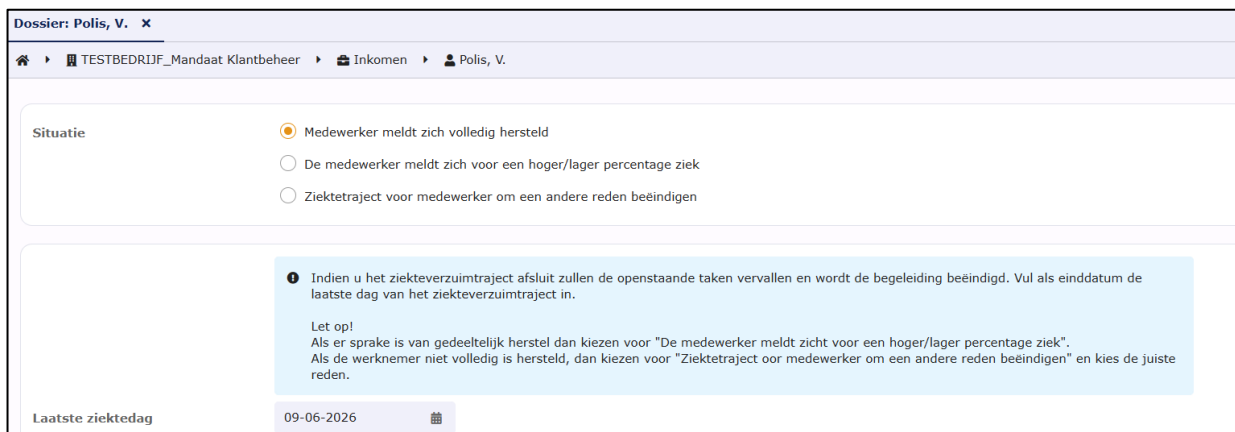 Dossier: Polis, V. ×
TESTBEDRIJF_Mandaat Klantbeheer Inkomen Polis, V.
Situatie
Medewerker meldt zich volledig hersteld
De medewerker meldt zich voor een hoger/lager percentage ziek
Ziektetraject voor medewerker om een andere reden beëindigen
Indien u het ziekteverzuimtraject afsluit zullen de openstaande taken vervallen en wordt de begeleiding beëindigd. Vul als einddatum de
laatste dag van het ziekteverzuimtraject in.
Let op!
Als er sprake is van gedeeltelijk herstel dan kiezen voor "De medewerker meldt zicht voor een hoger/lager percentage ziek".
Als de werknemer niet volledig is hersteld, dan kiezen voor "Ziektetraject oor medewerker om een andere reden beëindigen" en kies de juiste
reden.
Laatste ziektedag 09-06-2026